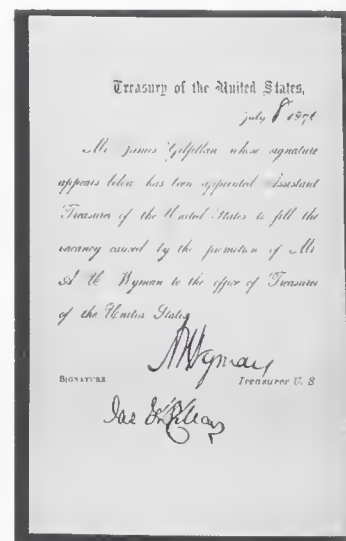 Treasury of the United States,
July 8 187
Mr James Gilfillan whose signature
appears below has been appointed Assistant
Treasurer of the United States to fill the
vacancy caused by the promotion of Mr
A U Wyman to the office of Treasurer
of the United States
A U Wyman
SIGNATURE Treasurer U. S
Jas Gilfillan